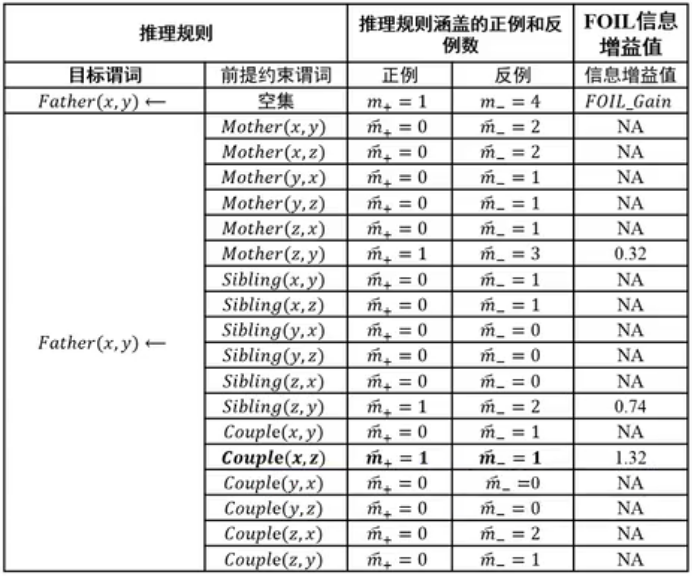 推理规则 推理规则涵盖的正例和反例数 FOIL信息增益值
目标谓词 前提约束谓词 正例 反例 信息增益值
Father(x,y) ← 空集 m₊ = 1 m₋ = 4 FOIL_Gain
Father(x,y) ←
Mother(x,y) m̂₊ = 0 m̂₋ = 2 NA
Mother(x,z) m̂₊ = 0 m̂₋ = 2 NA
Mother(y,x) m̂₊ = 0 m̂₋ = 1 NA
Mother(y,z) m̂₊ = 0 m̂₋ = 1 NA
Mother(z,x) m̂₊ = 0 m̂₋ = 1 NA
Mother(z,y) m̂₊ = 1 m̂₋ = 3 0.32
Sibling(x,y) m̂₊ = 0 m̂₋ = 1 NA
Sibling(x,z) m̂₊ = 0 m̂₋ = 1 NA
Sibling(y,x) m̂₊ = 0 m̂₋ = 0 NA
Sibling(y,z) m̂₊ = 0 m̂₋ = 0 NA
Sibling(z,x) m̂₊ = 0 m̂₋ = 0 NA
Sibling(z,y) m̂₊ = 1 m̂₋ = 2 0.74
Couple(x,y) m̂₊ = 0 m̂₋ = 1 NA
Couple(x,z) m̂₊ = 1 m̂₋ = 1 1.32
Couple(y,x) m̂₊ = 0 m̂₋ =0 NA
Couple(y,z) m̂₊ = 0 m̂₋ = 0 NA
Couple(z,x) m̂₊ = 0 m̂₋ = 2 NA
Couple(z,y) m̂₊ = 0 m̂₋ = 1 NA